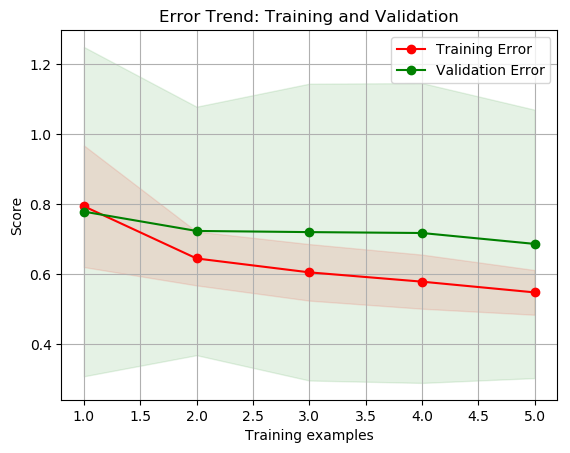 Error Trend: Training and Validation
Training Error
Validation Error
Score
1.2
1.0
0.8
0.6
0.4
1.0 1.5 2.0 2.5 3.0 3.5 4.0 4.5 5.0
Training examples